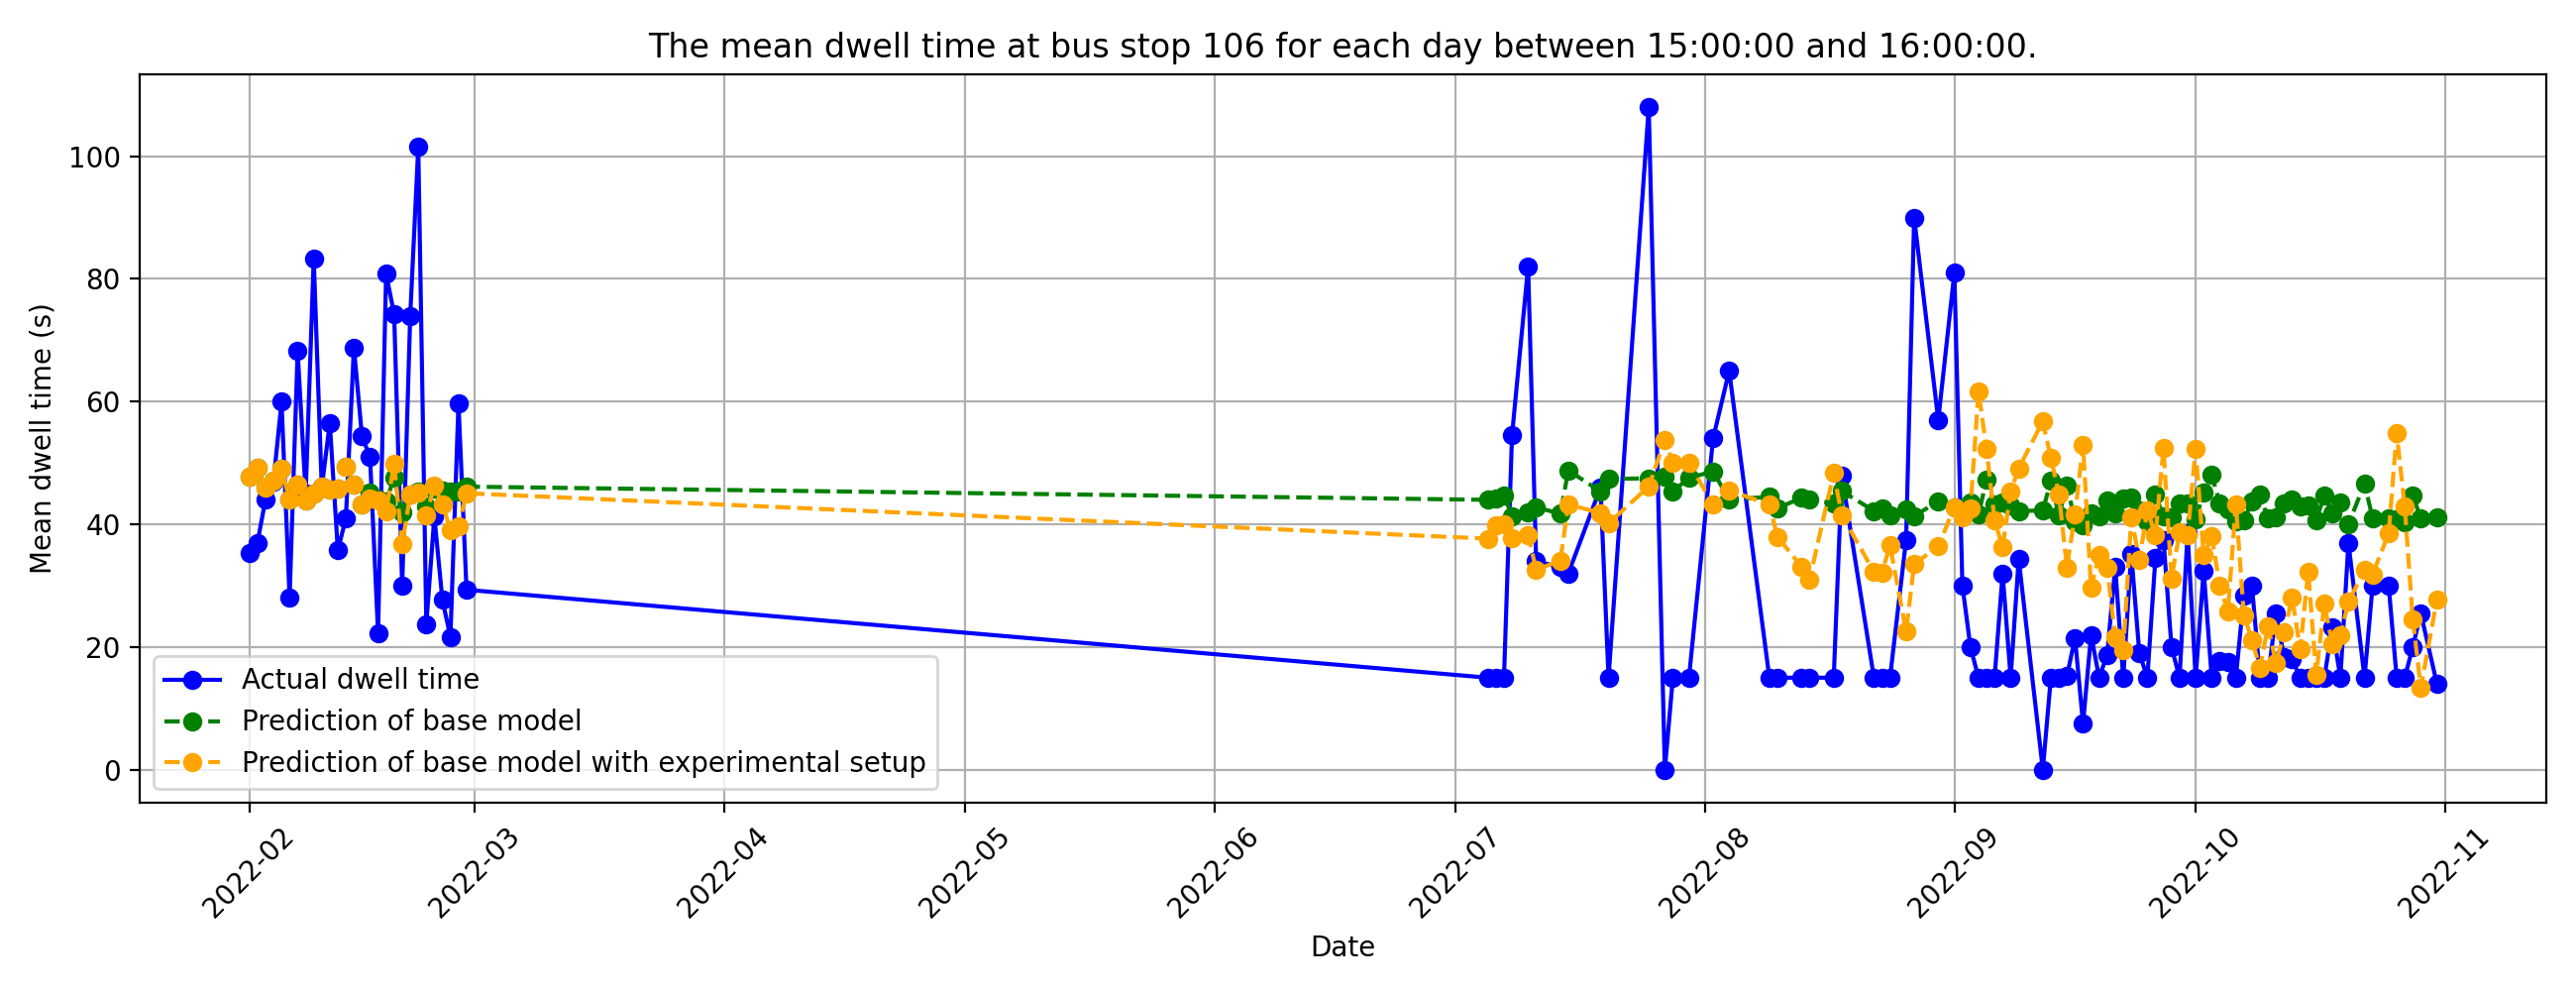 The mean dwell time at bus stop 106 for each day between 15:00:00 and 16:00:00.
Mean dwell time (s)
100
80
60
40
20
0
Actual dwell time
Prediction of base model
Prediction of base model with experimental setup
2022-02
2022-03
2022-04
2022-05
2022-06
2022-07
2022-08
2022-09
2022-10
2022-11
Date